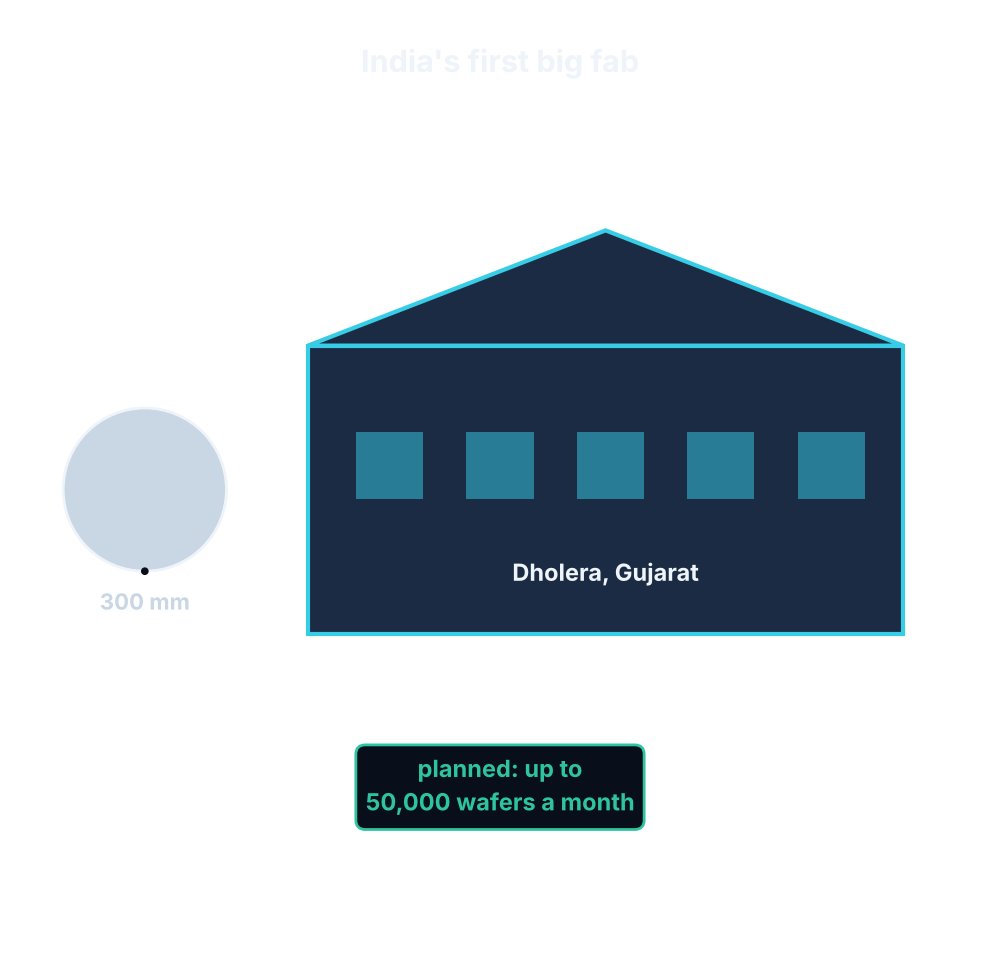 India's first big fab
Dholera, Gujarat
300 mm
planned: up to
50,000 wafers a month